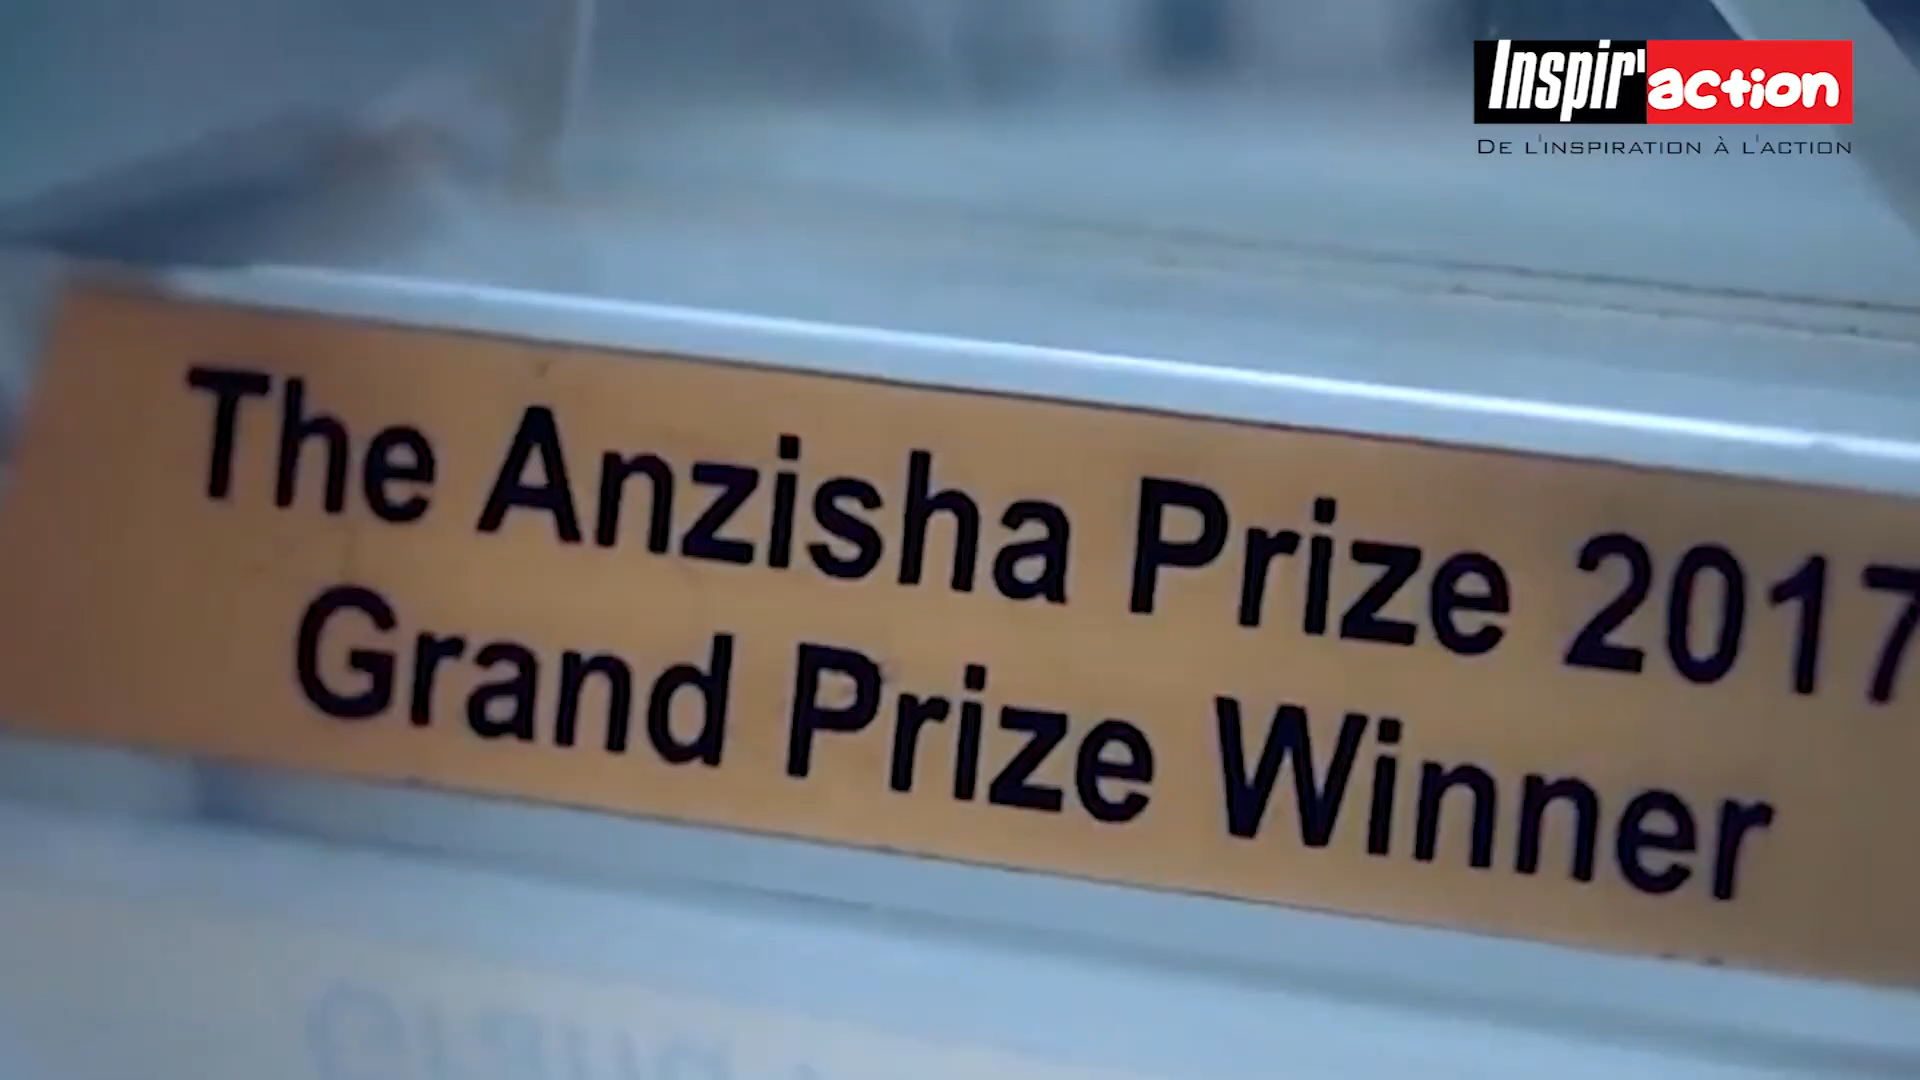 Inspir'action
DE L'INSPIRATION À L'ACTION
The Anzisha Prize 2017
Grand Prize Winner